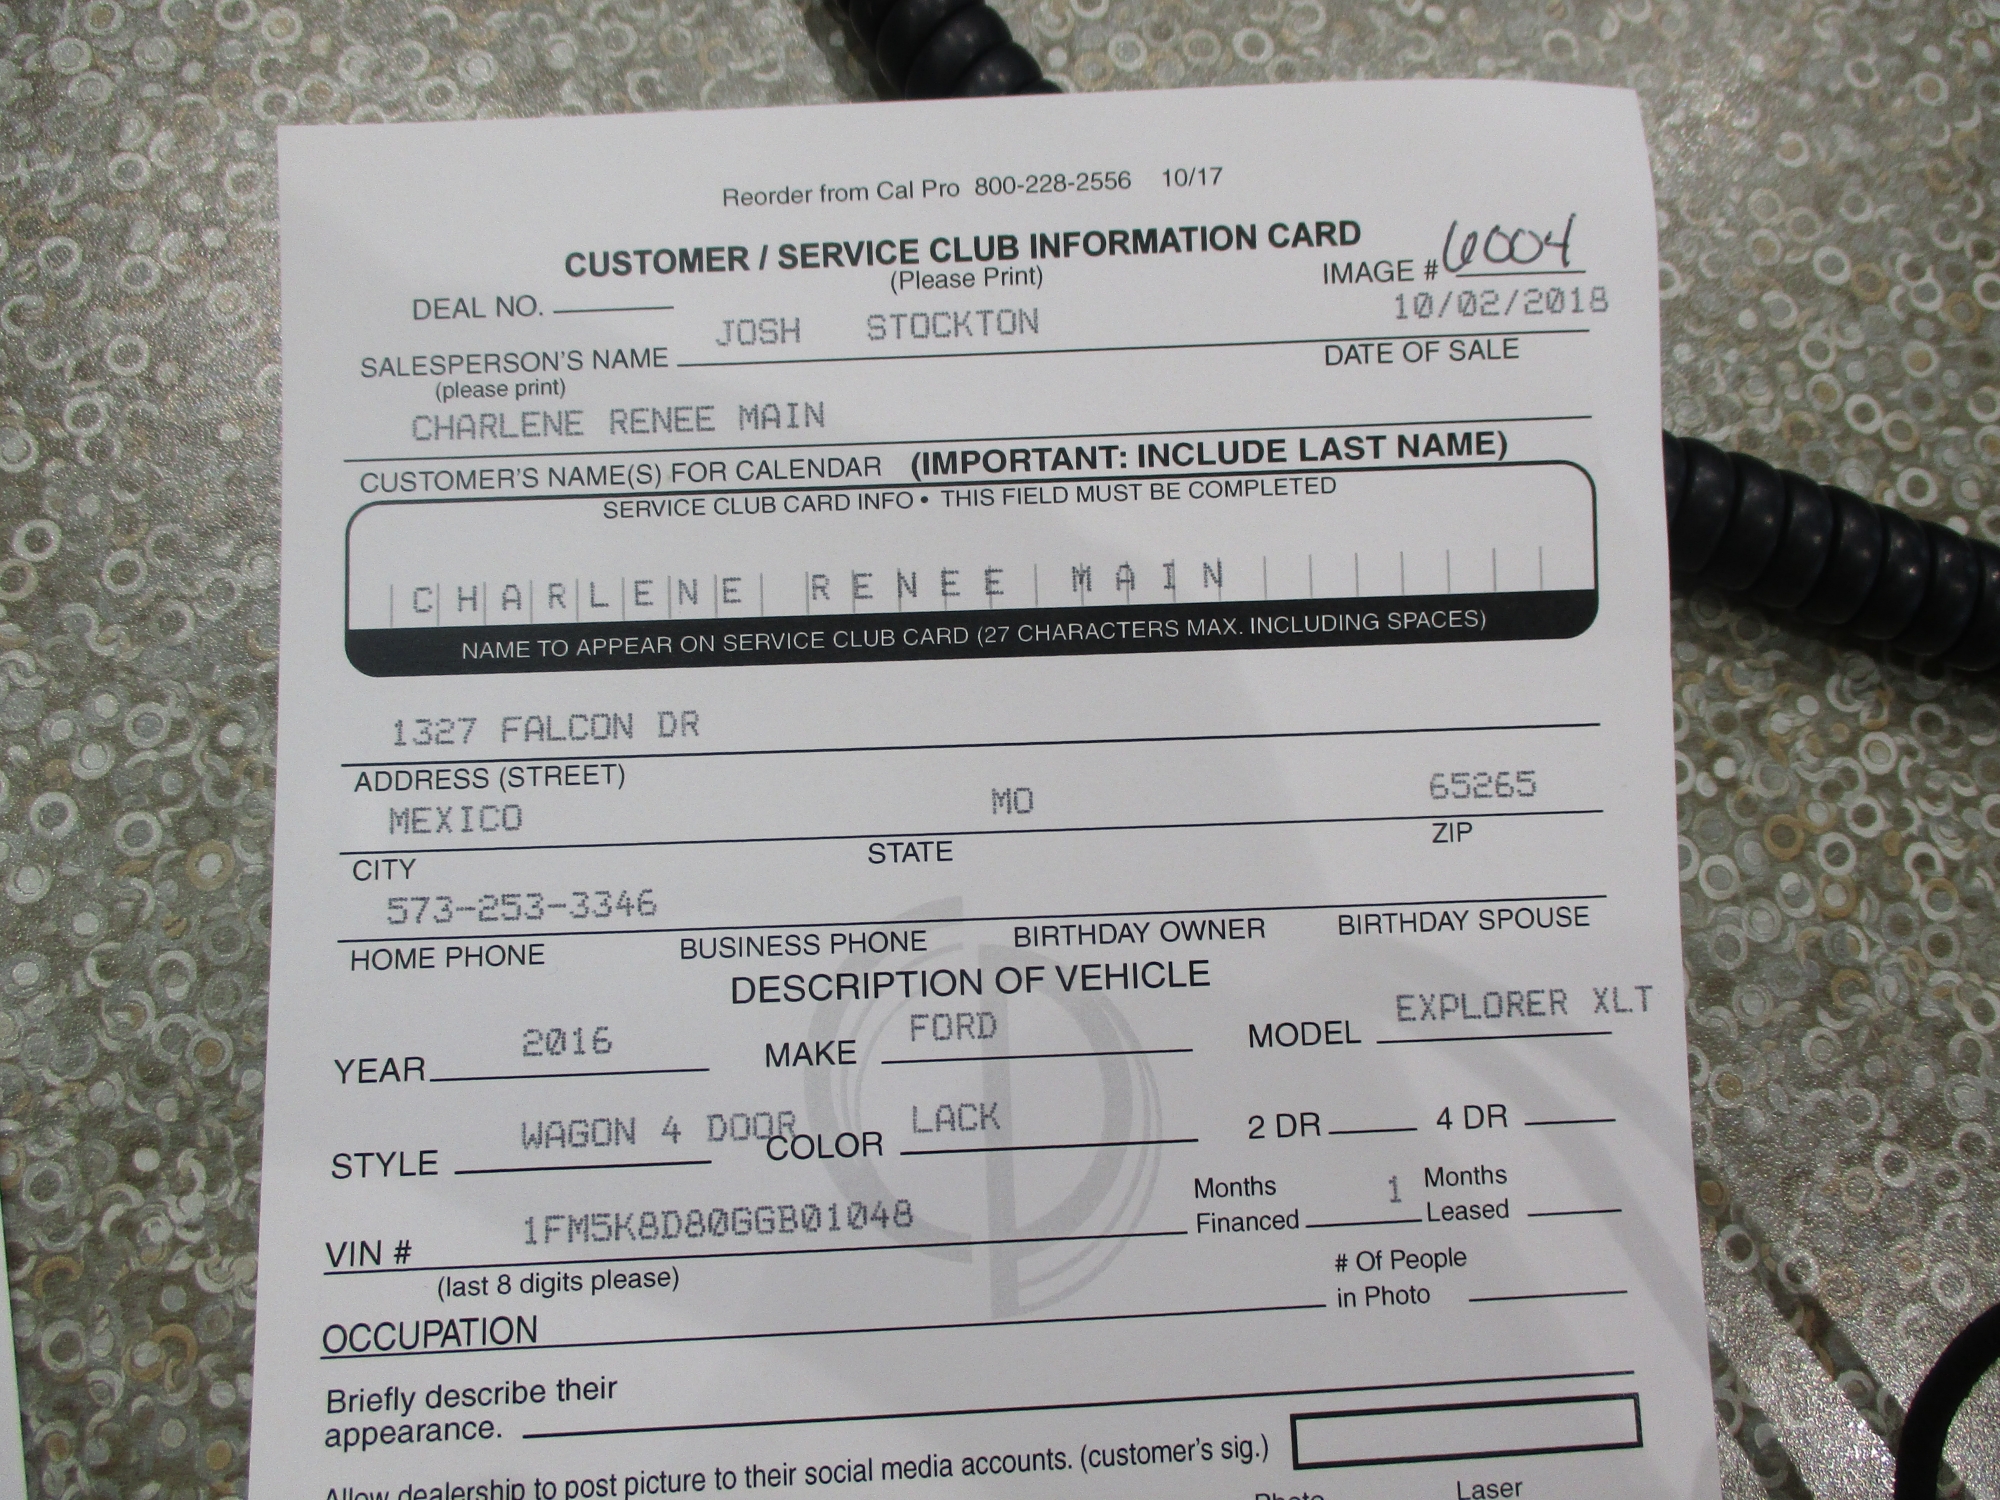 Reorder from Cal Pro 800-228-2556 10/17
CUSTOMER / SERVICE CLUB INFORMATION CARD
(Please Print)
IMAGE # 6004
DEAL NO.
10/02/2018
JOSH STOCKTON
SALESPERSON'S NAME
DATE OF SALE
(please print)
CHARLENE RENEE MAIN
CUSTOMER'S NAME(S) FOR CALENDAR (IMPORTANT: INCLUDE LAST NAME)
SERVICE CLUB CARD INFO • THIS FIELD MUST BE COMPLETED
CHARLENE RENEE MAIN
NAME TO APPEAR ON SERVICE CLUB CARD (27 CHARACTERS MAX. INCLUDING SPACES)
1327 FALCON DR
ADDRESS (STREET)
MEXICO MO 65265
CITY STATE ZIP
573-253-3346
HOME PHONE BUSINESS PHONE BIRTHDAY OWNER BIRTHDAY SPOUSE
DESCRIPTION OF VEHICLE
YEAR 2016 MAKE FORD MODEL EXPLORER XLT
STYLE WAGON 4 DOOR COLOR LACK 2 DR 4 DR
VIN # 1FM5K8D80GGB01048 Months Financed 1 Months Leased
(last 8 digits please)
# Of People in Photo
OCCUPATION
Briefly describe their
appearance.
Allow dealership to post picture to their social media accounts. (customer's sig.)
Photo Laser